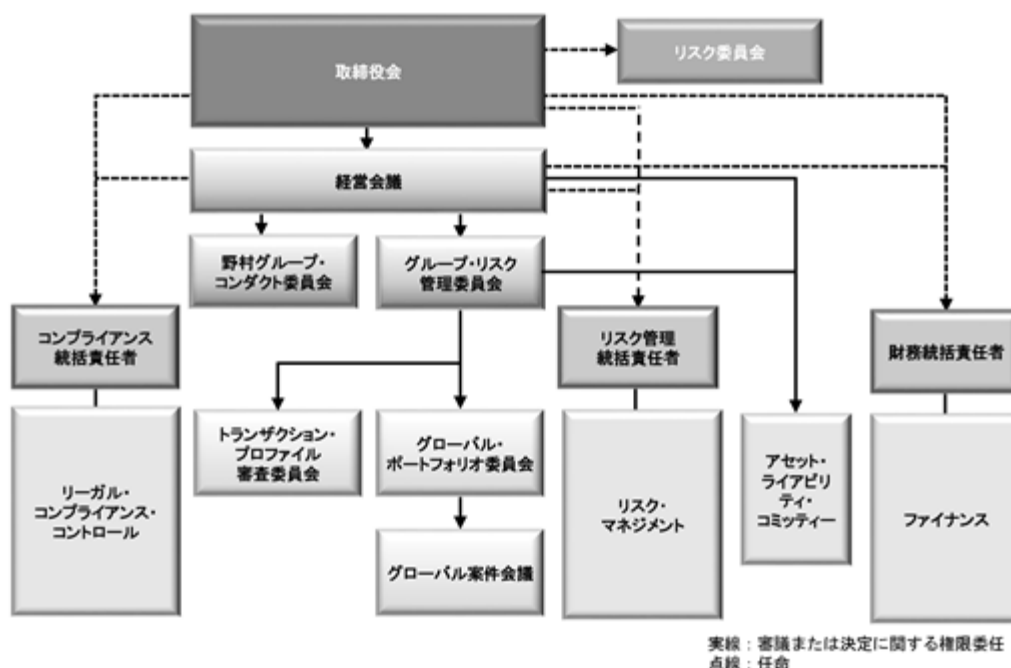 取締役会
リスク委員会
経営会議
野村グループ・
コンダクト委員会
グループ・リスク
管理委員会
コンプライアンス
統括責任者
リスク管理
統括責任者
財務統括責任者
トランザクション・
プロファイル
審査委員会
グローバル・
ポートフォリオ委員会
アセット・
ライアビリ
ティ・
コミッティー
リーガル・
コンプライアンス・
コントロール
リスク・
マネジメント
ファイナンス
グローバル案件会議
実線：審議または決定に関する権限委任
点線：任命